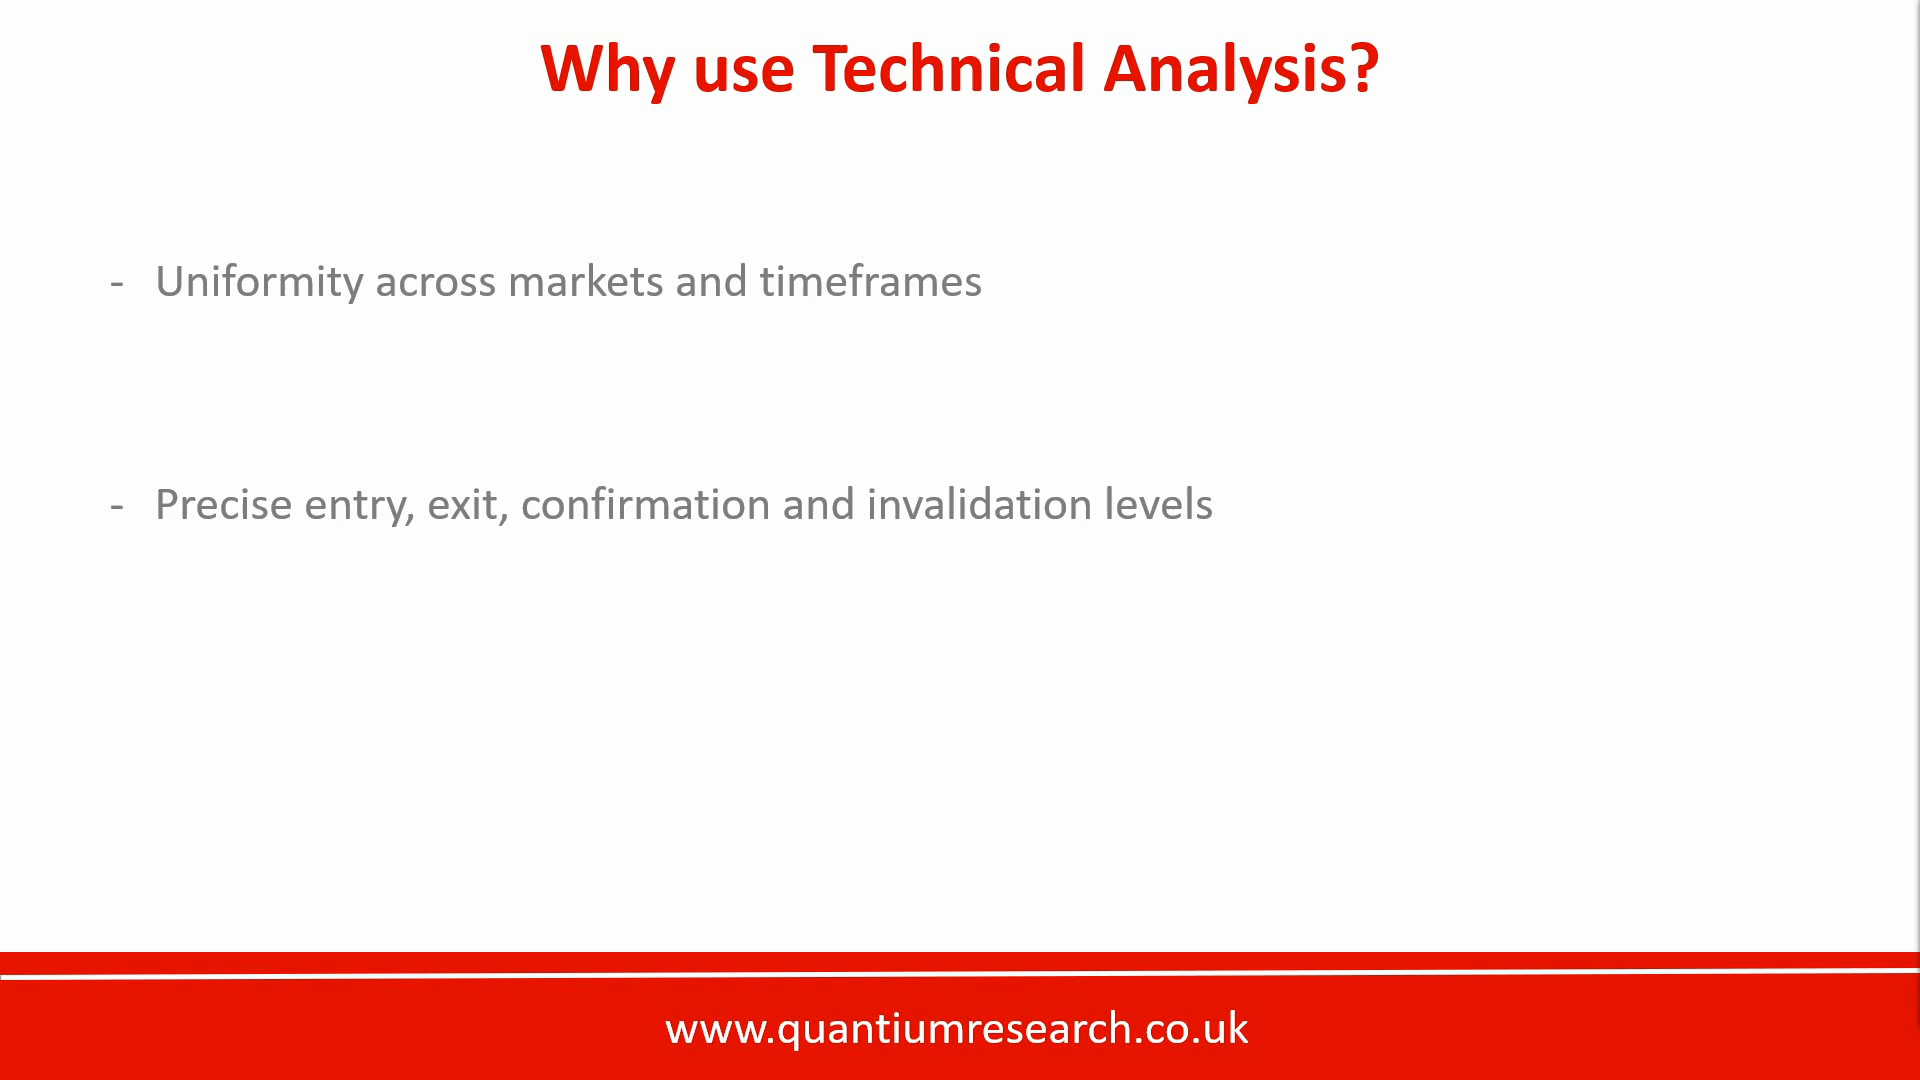 Why use Technical Analysis?
- Uniformity across markets and timeframes
- Precise entry, exit, confirmation and invalidation levels
www.quantiumresearch.co.uk